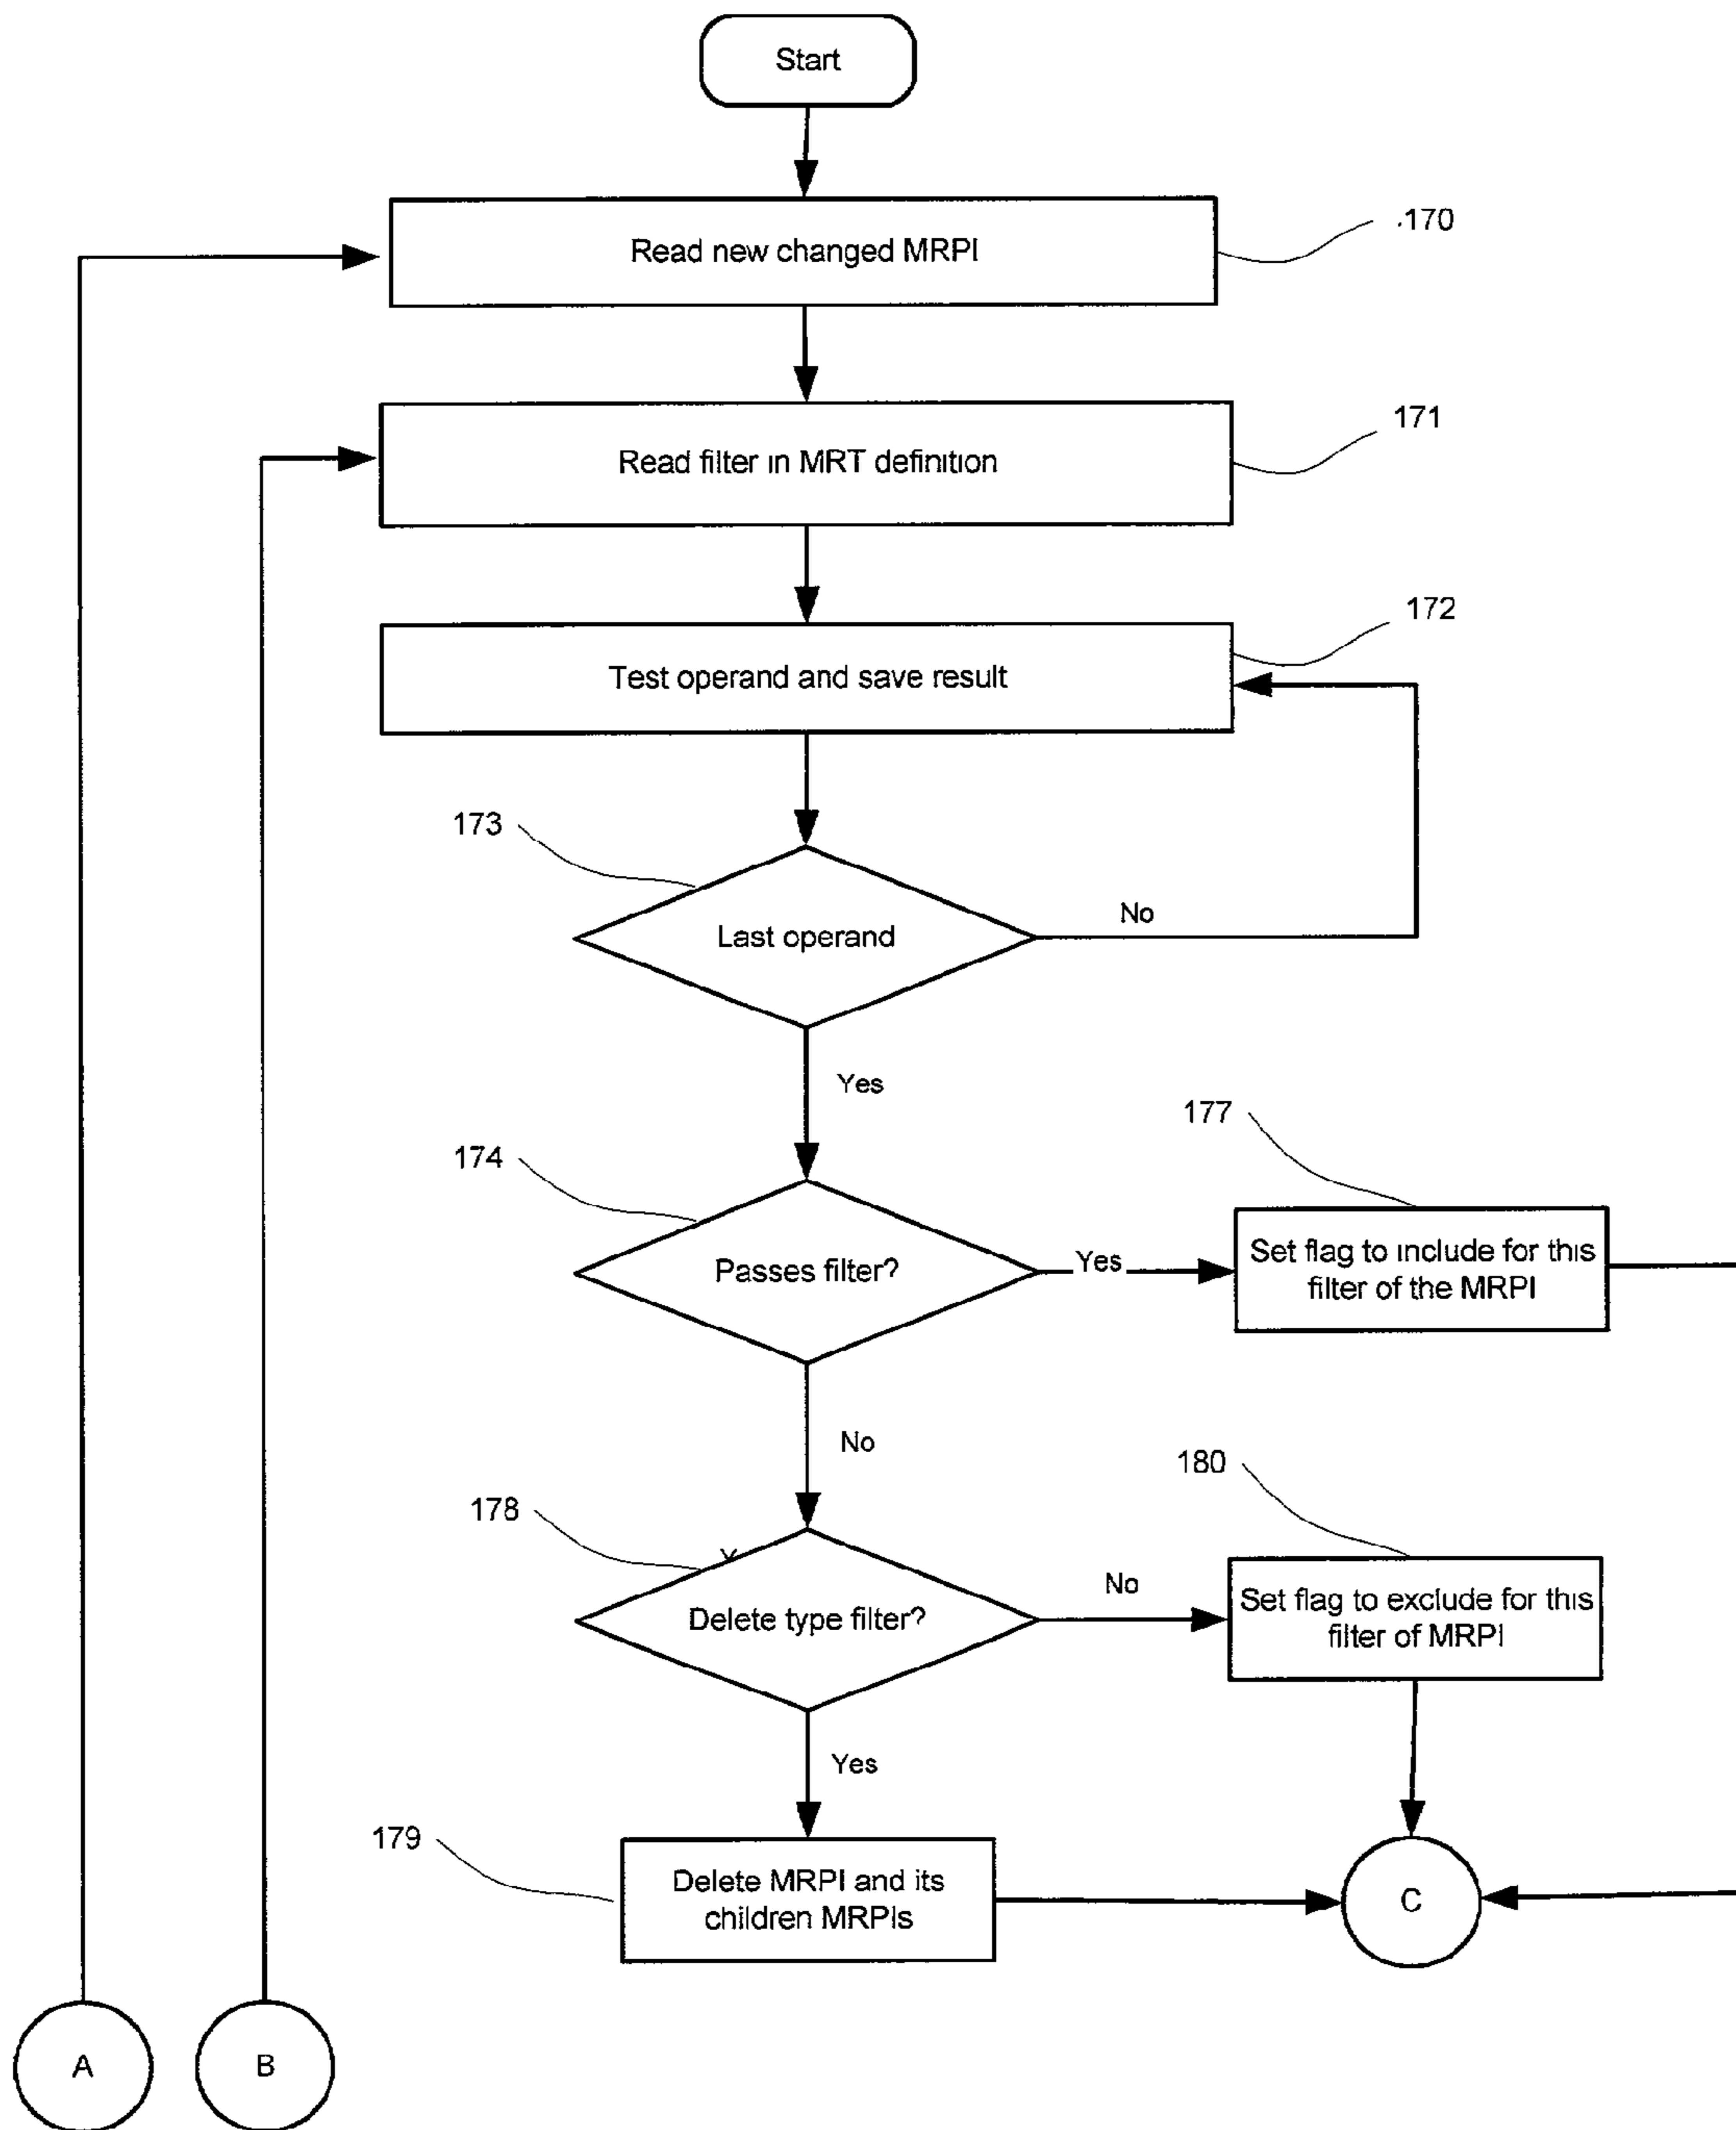 Start
Read new changed MRPI
170
Read filter in MRT definition
171
Test operand and save result
172
173
Last operand
No
Yes
174
Passes filter?
Yes
177
Set flag to include for this
filter of the MRPI
No
178
Y
Delete type filter?
No
180
Set flag to exclude for this
filter of MRPI
Yes
179
Delete MRPI and its
children MRPIs
C
A
B